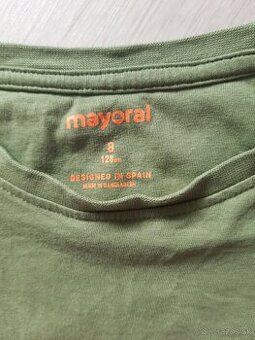 mayoral
8
128cm
DESIGNED IN SPAIN
MADE IN BANGLADESH